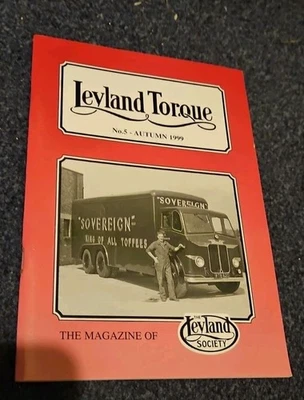 Leyland Torque
No.5 - AUTUMN 1999
"SOVEREIGN"
"SOVEREIGN"
KING OF ALL TOFFEES
THE MAGAZINE OF
THE
Leyland
SOCIETY